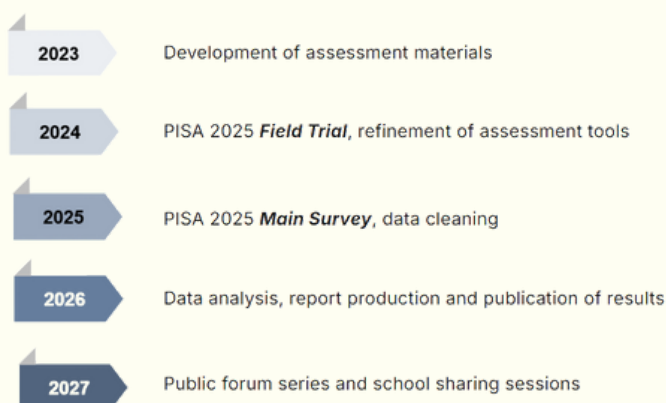 2023 Development of assessment materials
2024 PISA 2025 Field Trial, refinement of assessment tools
2025 PISA 2025 Main Survey, data cleaning
2026 Data analysis, report production and publication of results
2027 Public forum series and school sharing sessions